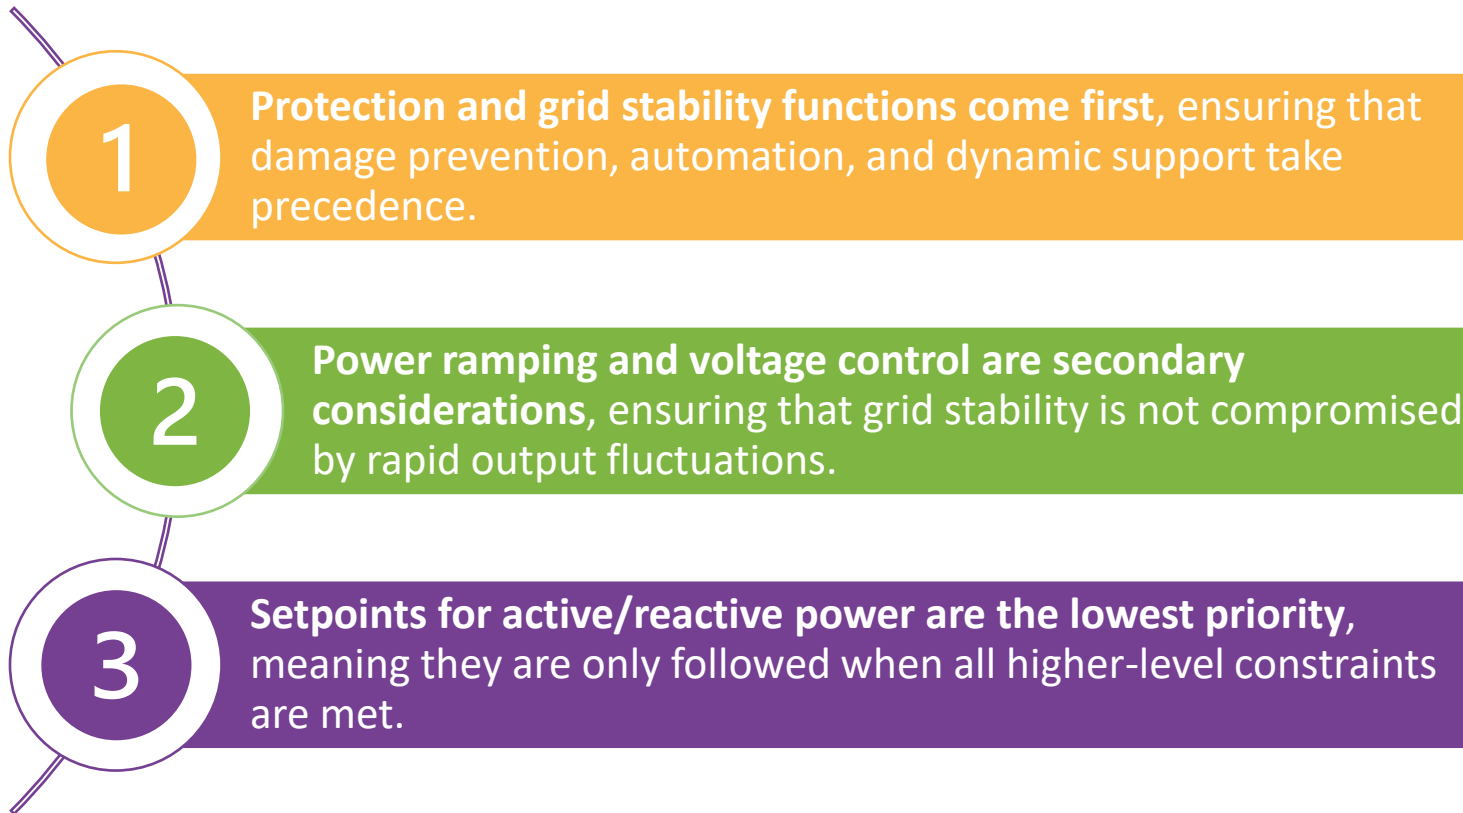 1
Protection and grid stability functions come first, ensuring that
damage prevention, automation, and dynamic support take
precedence.
2
Power ramping and voltage control are secondary
considerations, ensuring that grid stability is not compromised
by rapid output fluctuations.
3
Setpoints for active/reactive power are the lowest priority,
meaning they are only followed when all higher-level constraints
are met.